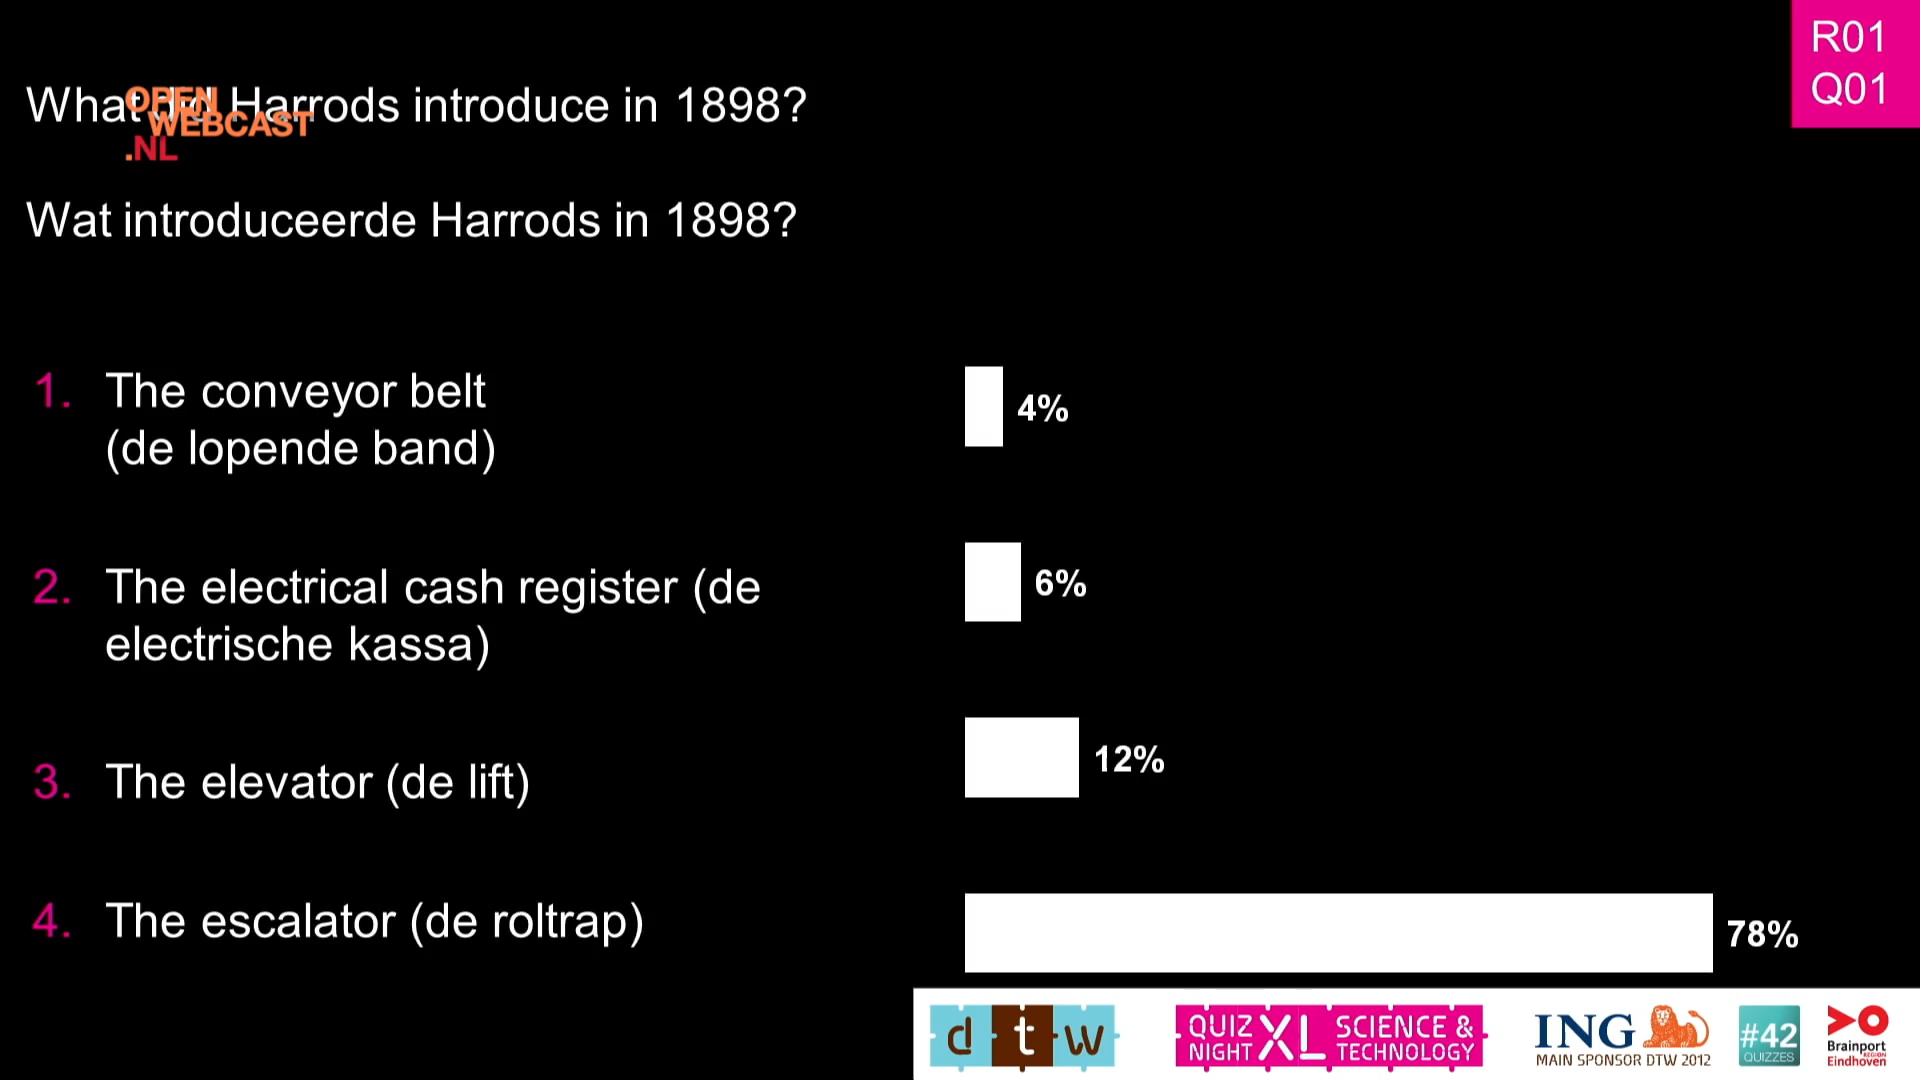 R01
Q01
What did Harrods introduce in 1898?
OPEN
WEBCAST
.NL
Wat introduceerde Harrods in 1898?
1. The conveyor belt
(de lopende band)
4%
2. The electrical cash register (de
electrische kassa)
6%
3. The elevator (de lift)
12%
4. The escalator (de roltrap)
78%
d t w
QUIZ NIGHT XL SCIENCE & TECHNOLOGY
ING
MAIN SPONSOR DTW 2012
#42
QUIZZES
Brainport
REGION
Eindhoven